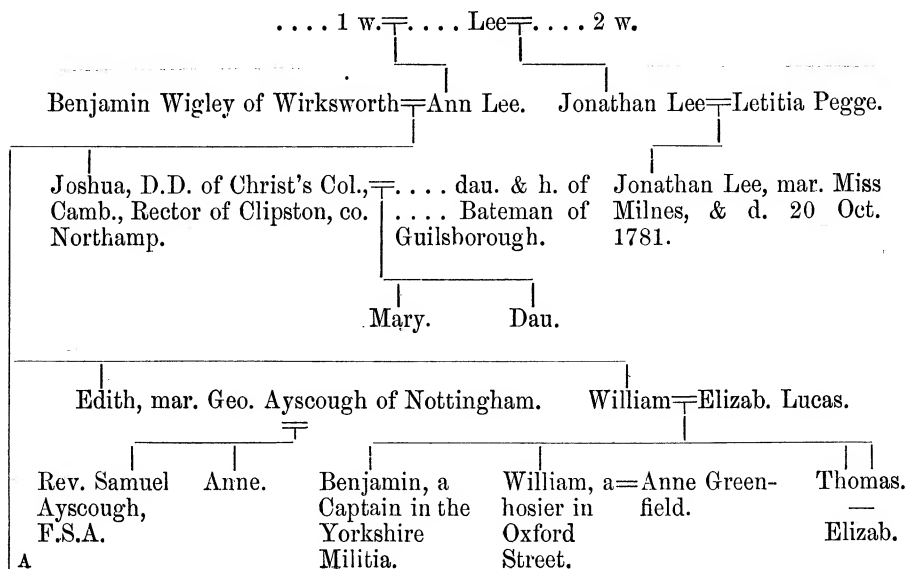 .... 1 w. .... Lee .... 2 w.
Benjamin Wigley of Wirksworth Ann Lee. Jonathan Lee Letitia Pegge.
Joshua, D.D. of Christ's Col., .... dau. & h. of Jonathan Lee, mar. Miss
Camb., Rector of Clipston, co. .... Bateman of Milnes, & d. 20 Oct.
Northamp. Guilsborough. 1781.
Mary. Dau.
Edith, mar. Geo. Ayscough of Nottingham. William Elizab. Lucas.
Rev. Samuel Anne. Benjamin, a William, a=Anne Green- Thomas.
Ayscough, Captain in the hosier in field. —
F.S.A. Yorkshire Oxford Elizab.
A Militia. Street.